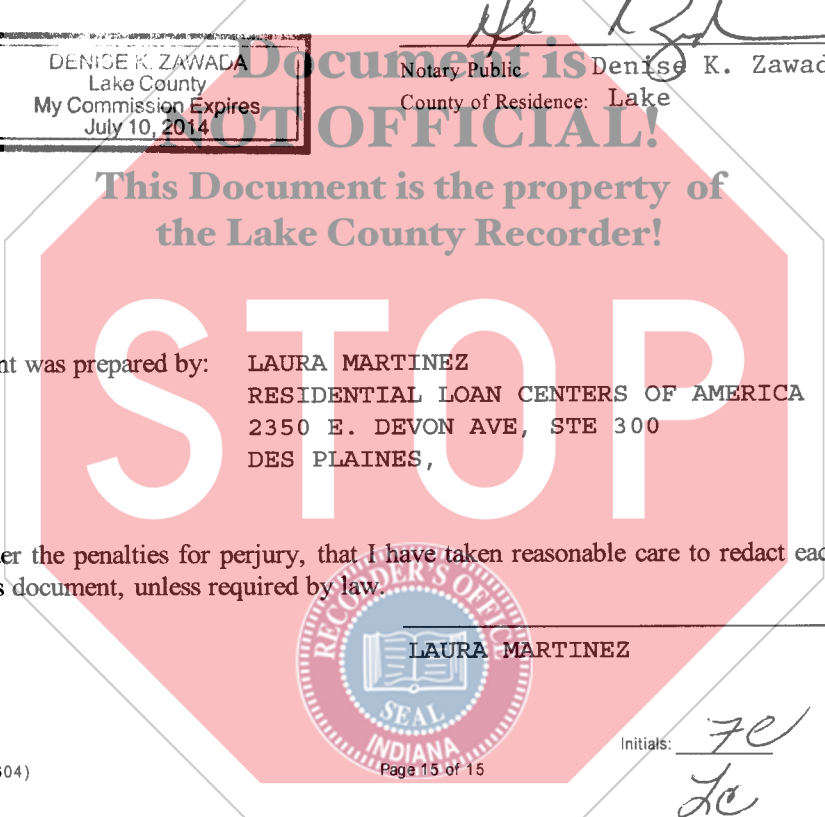 DENISE K. ZAWADA
Lake County
My Commission Expires
July 10, 2014
Notary Public Denise K. Zawad
County of Residence: Lake
Document is
NOT OFFICIAL!
This Document is the property of
the Lake County Recorder!
STOP
nt was prepared by: LAURA MARTINEZ
RESIDENTIAL LOAN CENTERS OF AMERICA
2350 E. DEVON AVE, STE 300
DES PLAINES,
er the penalties for perjury, that I have taken reasonable care to redact eac
s document, unless required by law.
RECORDER'S OFFICE
SEAL
INDIANA
LAURA MARTINEZ
Initials: FC
LC
604)
Page 15 of 15